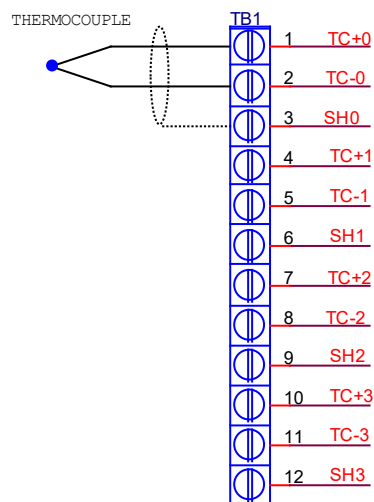 THERMOCOUPLE TB1
1 TC+0
2 TC-0
3 SH0
4 TC+1
5 TC-1
6 SH1
7 TC+2
8 TC-2
9 SH2
10 TC+3
11 TC-3
12 SH3